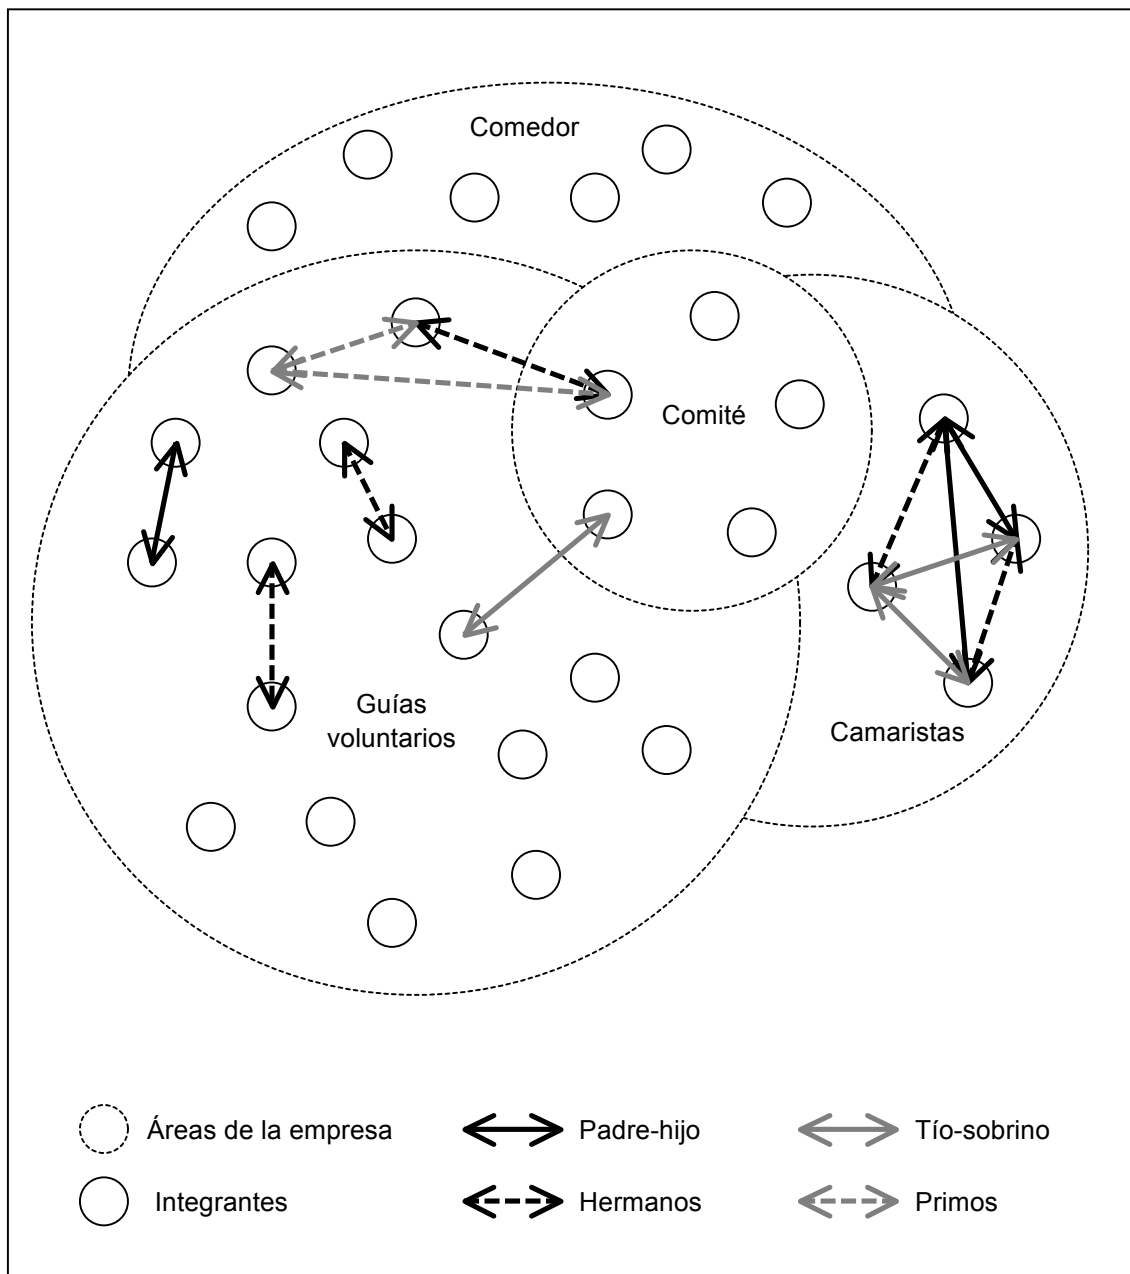 Comedor
Comité
Guías
voluntarios
Camaristas
Áreas de la empresa
Padre-hijo
Tío-sobrino
Integrantes
Hermanos
Primos